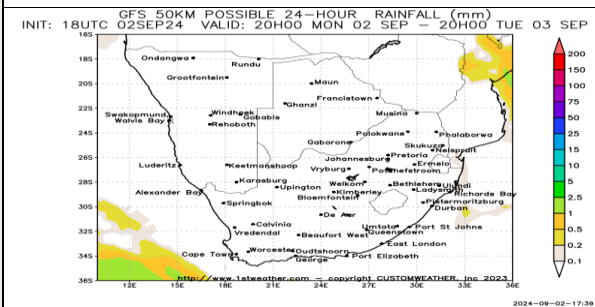 GFS 50KM POSSIBLE 24-HOUR RAINFALL (mm)
INIT: 18UTC 02SEP24 VALID: 20H00 MON 02 SEP – 20H00 TUE 03 SEP
16S
18S
20S
22S
24S
26S
28S
30S
32S
34S
36S
Ondangwa
Rundu
Grootfontein
Maun
Ghanzi
Francistown
Swakopmund
Walvis Bay
Windhoek
Gobabis
Rehoboth
Musina
Polokwane
Phalaborwa
Gaborone
Skukuza
Nelspruit
Pretoria
Johannesburg
Ermelo
Potchefstroom
Luderitz
Keetmanshoop
Vryburg
Karasburg
Upington
Welkom
Kimberley
Bethlehem
Ulundi
Ladysmith
Richards Bay
Alexander Bay
Springbok
Bloemfontein
Pietermaritzburg
Durban
De Aar
Calvinia
Vredendal
Beaufort West
Umtata
Port St Johns
Queenstown
East London
Cape Town
Worcester
Oudtshoorn
George
Port Elizabeth
http://www.1stweather.com – copyright CUSTOMWEATHER, Inc 2023
12E
15E
18E
21E
24E
27E
30E
33E
36E
200
150
100
75
50
25
15
10
5
2.5
1
0.5
0.2
0.1
2024-09-02-17:39